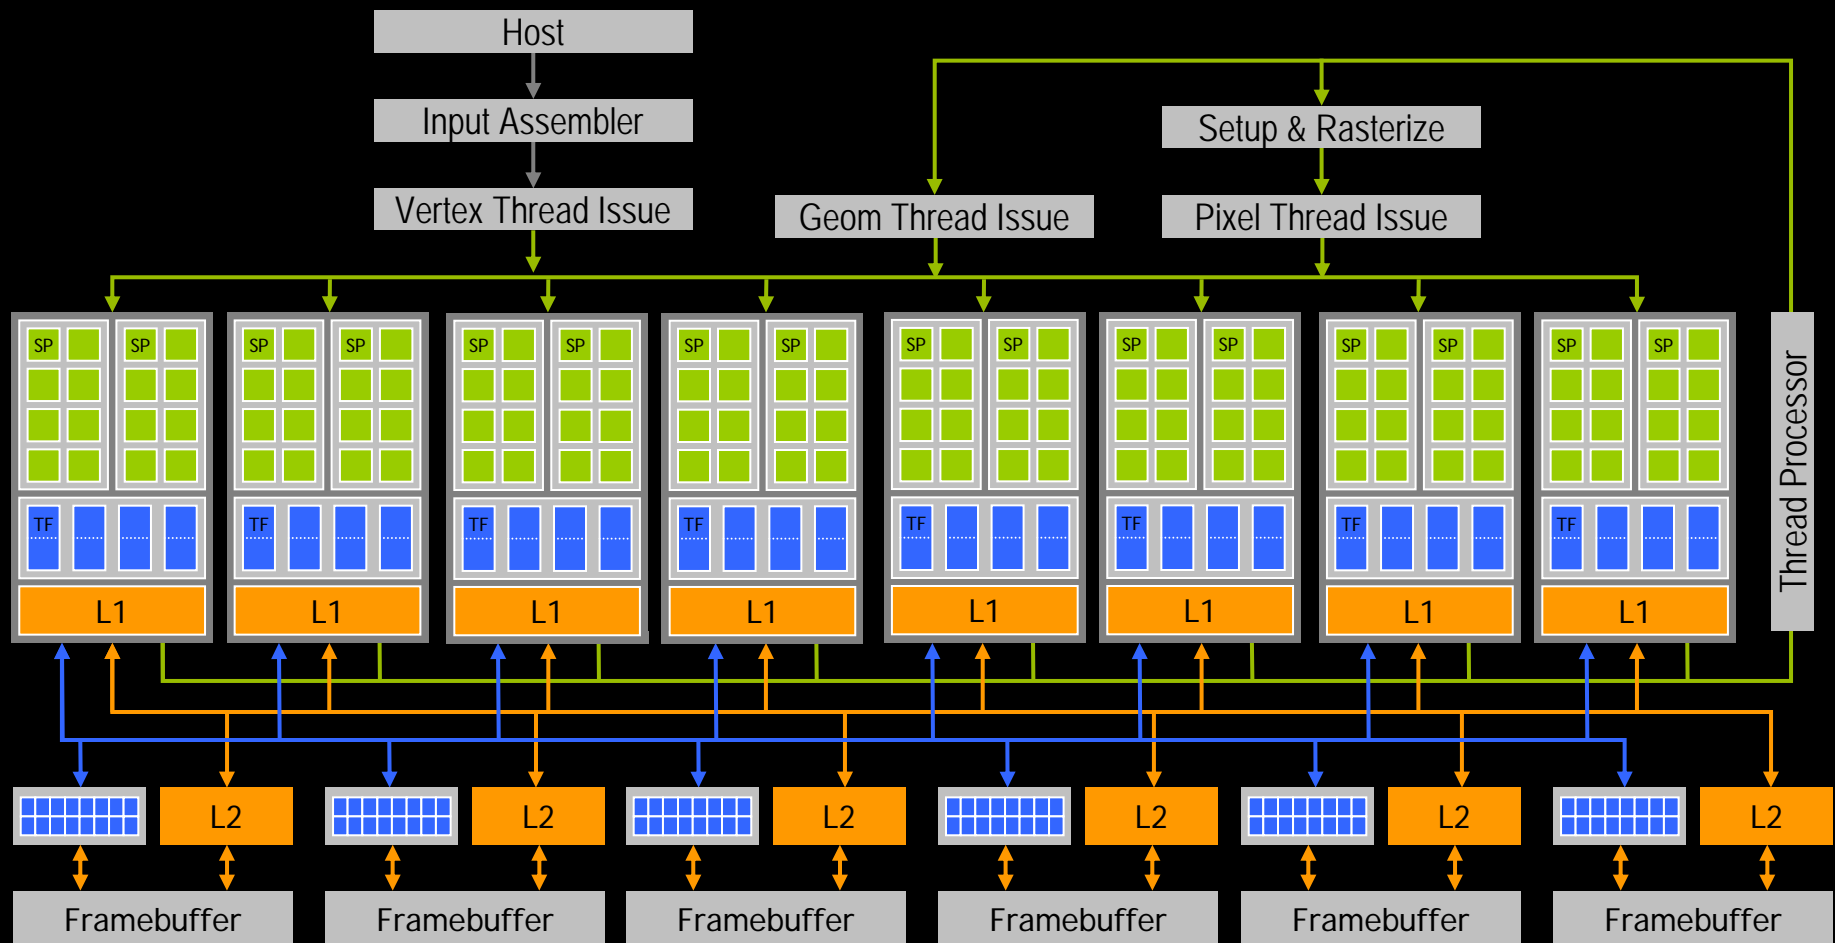 Host
Input Assembler
Setup & Rasterize
Vertex Thread Issue
Geom Thread Issue
Pixel Thread Issue
SP SP SP SP SP SP SP SP SP SP SP SP SP SP SP SP
Thread Processor
TF TF TF TF TF TF TF TF
L1 L1 L1 L1 L1 L1 L1 L1
L2 L2 L2 L2 L2 L2
Framebuffer Framebuffer Framebuffer Framebuffer Framebuffer Framebuffer